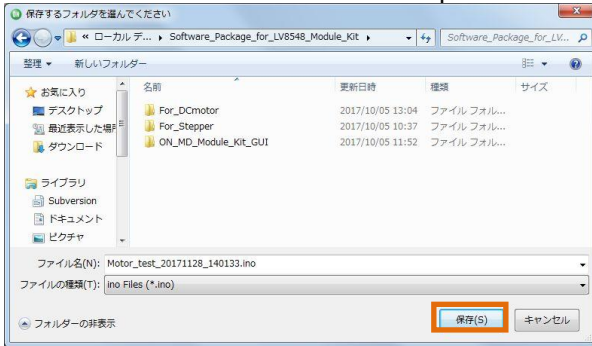 保存するフォルダを選んでください
« ローカル デ... ▸ Software_Package_for_LV8548_Module_Kit ▸
Software_Package_for_LV...
整理 ▼ 新しいフォルダー
お気に入り
デスクトップ
最近表示した場所
ダウンロード
ライブラリ
Subversion
ドキュメント
ピクチャ
名前 更新日時 種類 サイズ
For_DCmotor 2017/10/05 13:04 ファイル フォル...
For_Stepper 2017/10/05 10:37 ファイル フォル...
ON_MD_Module_Kit_GUI 2017/10/05 11:52 ファイル フォル...
ファイル名(N): Motor_test_20171128_140133.ino
ファイルの種類(T): ino Files (*.ino)
フォルダーの非表示
保存(S)
キャンセル